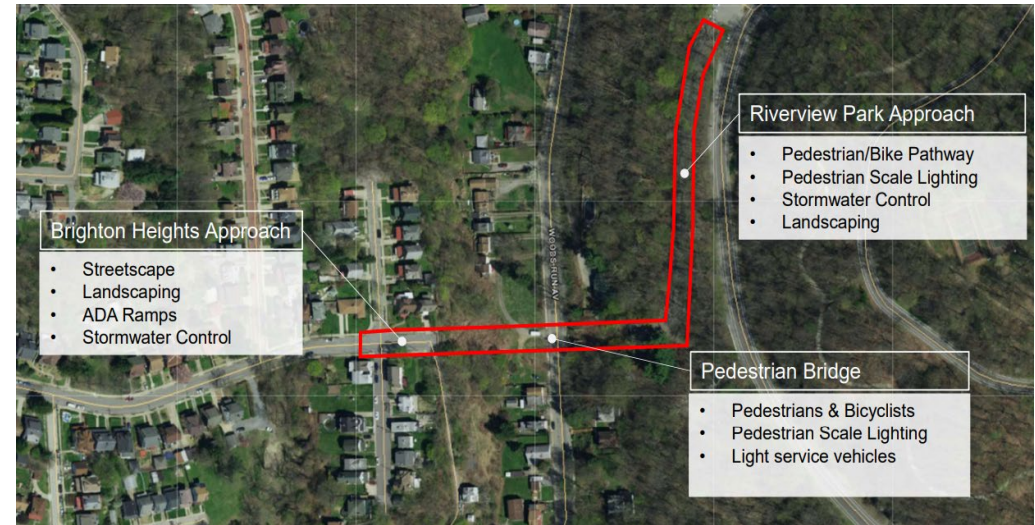 Riverview Park Approach
• Pedestrian/Bike Pathway
• Pedestrian Scale Lighting
• Stormwater Control
• Landscaping
Brighton Heights Approach
• Streetscape
• Landscaping
• ADA Ramps
• Stormwater Control
WOODS RUN AV
Pedestrian Bridge
• Pedestrians & Bicyclists
• Pedestrian Scale Lighting
• Light service vehicles